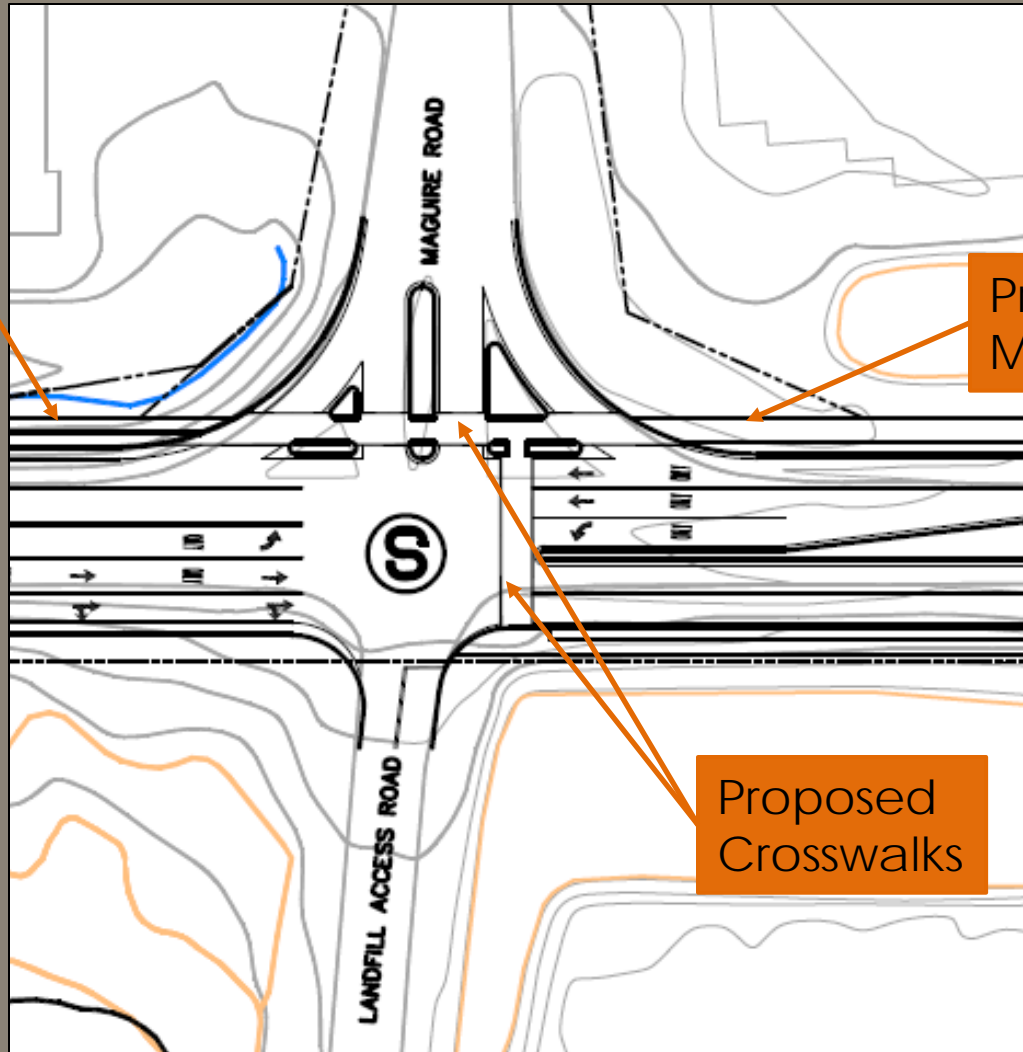 MAGUIRE ROAD
Pr
M
S
Proposed
Crosswalks
LANDFILL ACCESS ROAD